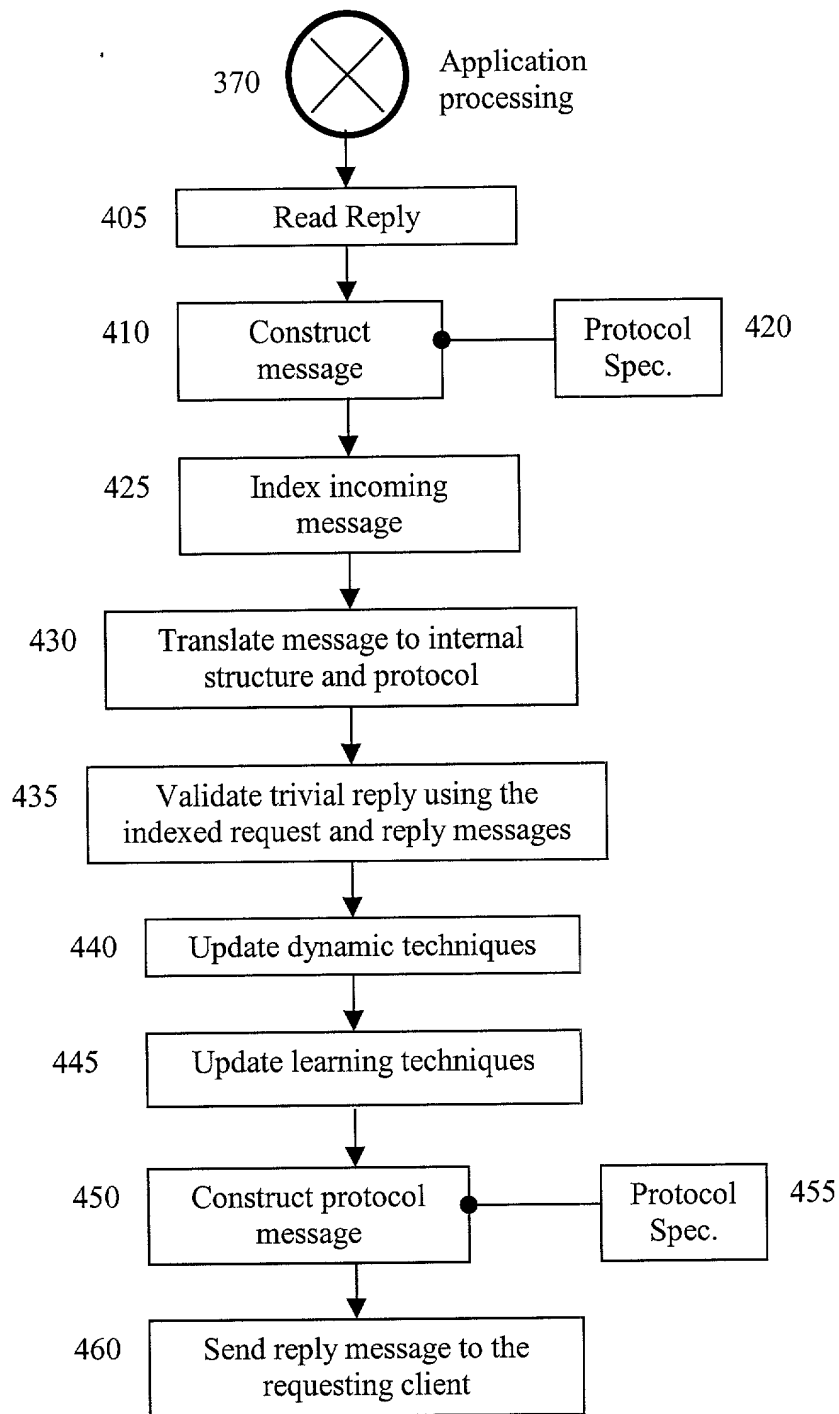 370
Application
processing
405
Read Reply
410
Construct
message
Protocol
Spec.
420
425
Index incoming
message
430
Translate message to internal
structure and protocol
435
Validate trivial reply using the
indexed request and reply messages
440
Update dynamic techniques
445
Update learning techniques
450
Construct protocol
message
Protocol
Spec.
455
460
Send reply message to the
requesting client